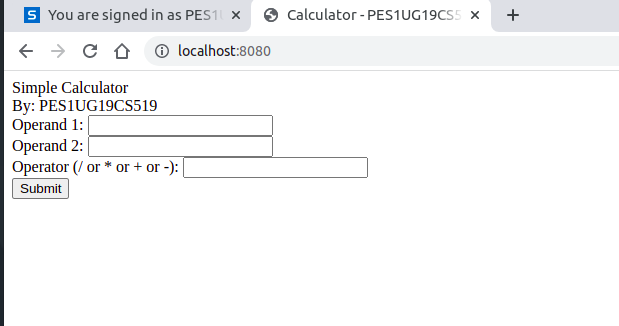 You are signed in as PES1U
Calculator - PES1UG19CS5
localhost:8080
Simple Calculator
By: PES1UG19CS519
Operand 1:
Operand 2:
Operator (/ or * or + or -):
Submit